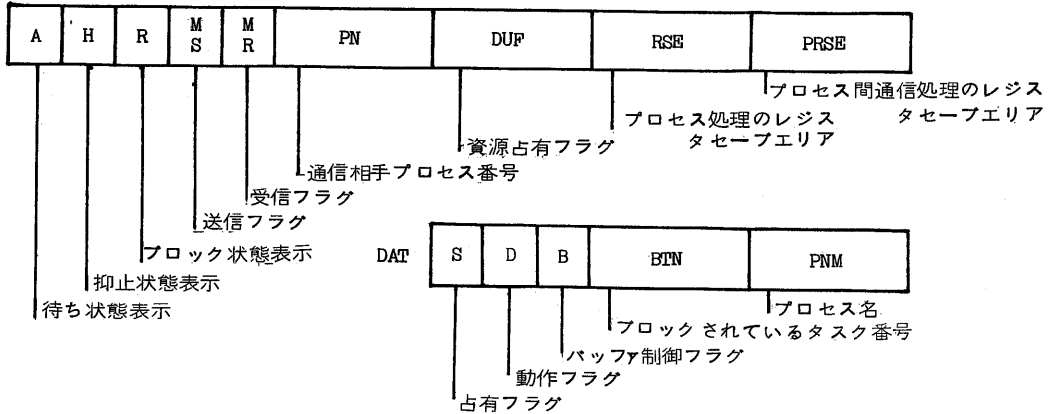 A H R MS MR PN DUF RSE PRSE
プロセス間通信処理のレジス
タセーブエリア
プロセス処理のレジス
タセーブエリア
資源占有フラグ
通信相手プロセス番号
受信フラグ
送信フラグ
ブロック状態表示
抑止状態表示
待ち状態表示
DAT S D B BTN PNM
プロセス名
ブロックされているタスク番号
バッファ制御フラグ
動作フラグ
占有フラグ